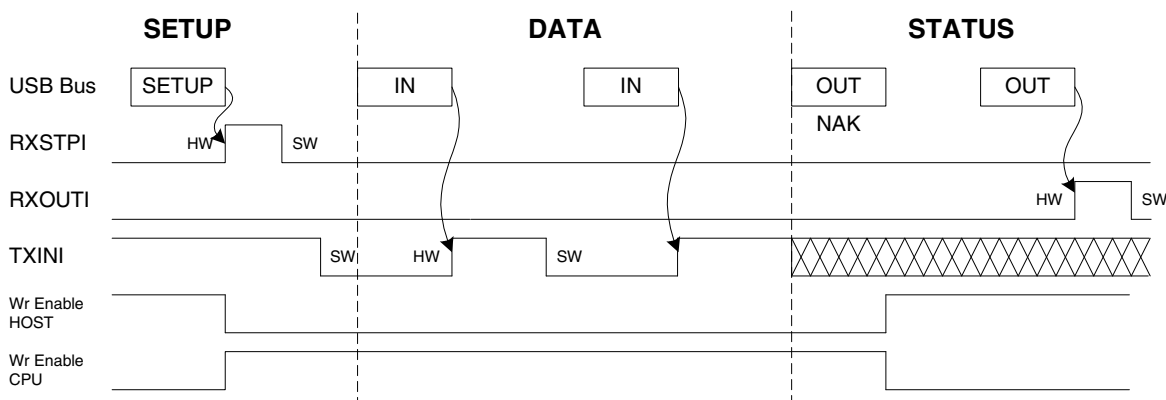 SETUP DATA STATUS
USB Bus SETUP IN IN OUT OUT
NAK
RXSTPI HW SW
RXOUTI HW SW
TXINI SW HW SW
Wr Enable
HOST
Wr Enable
CPU